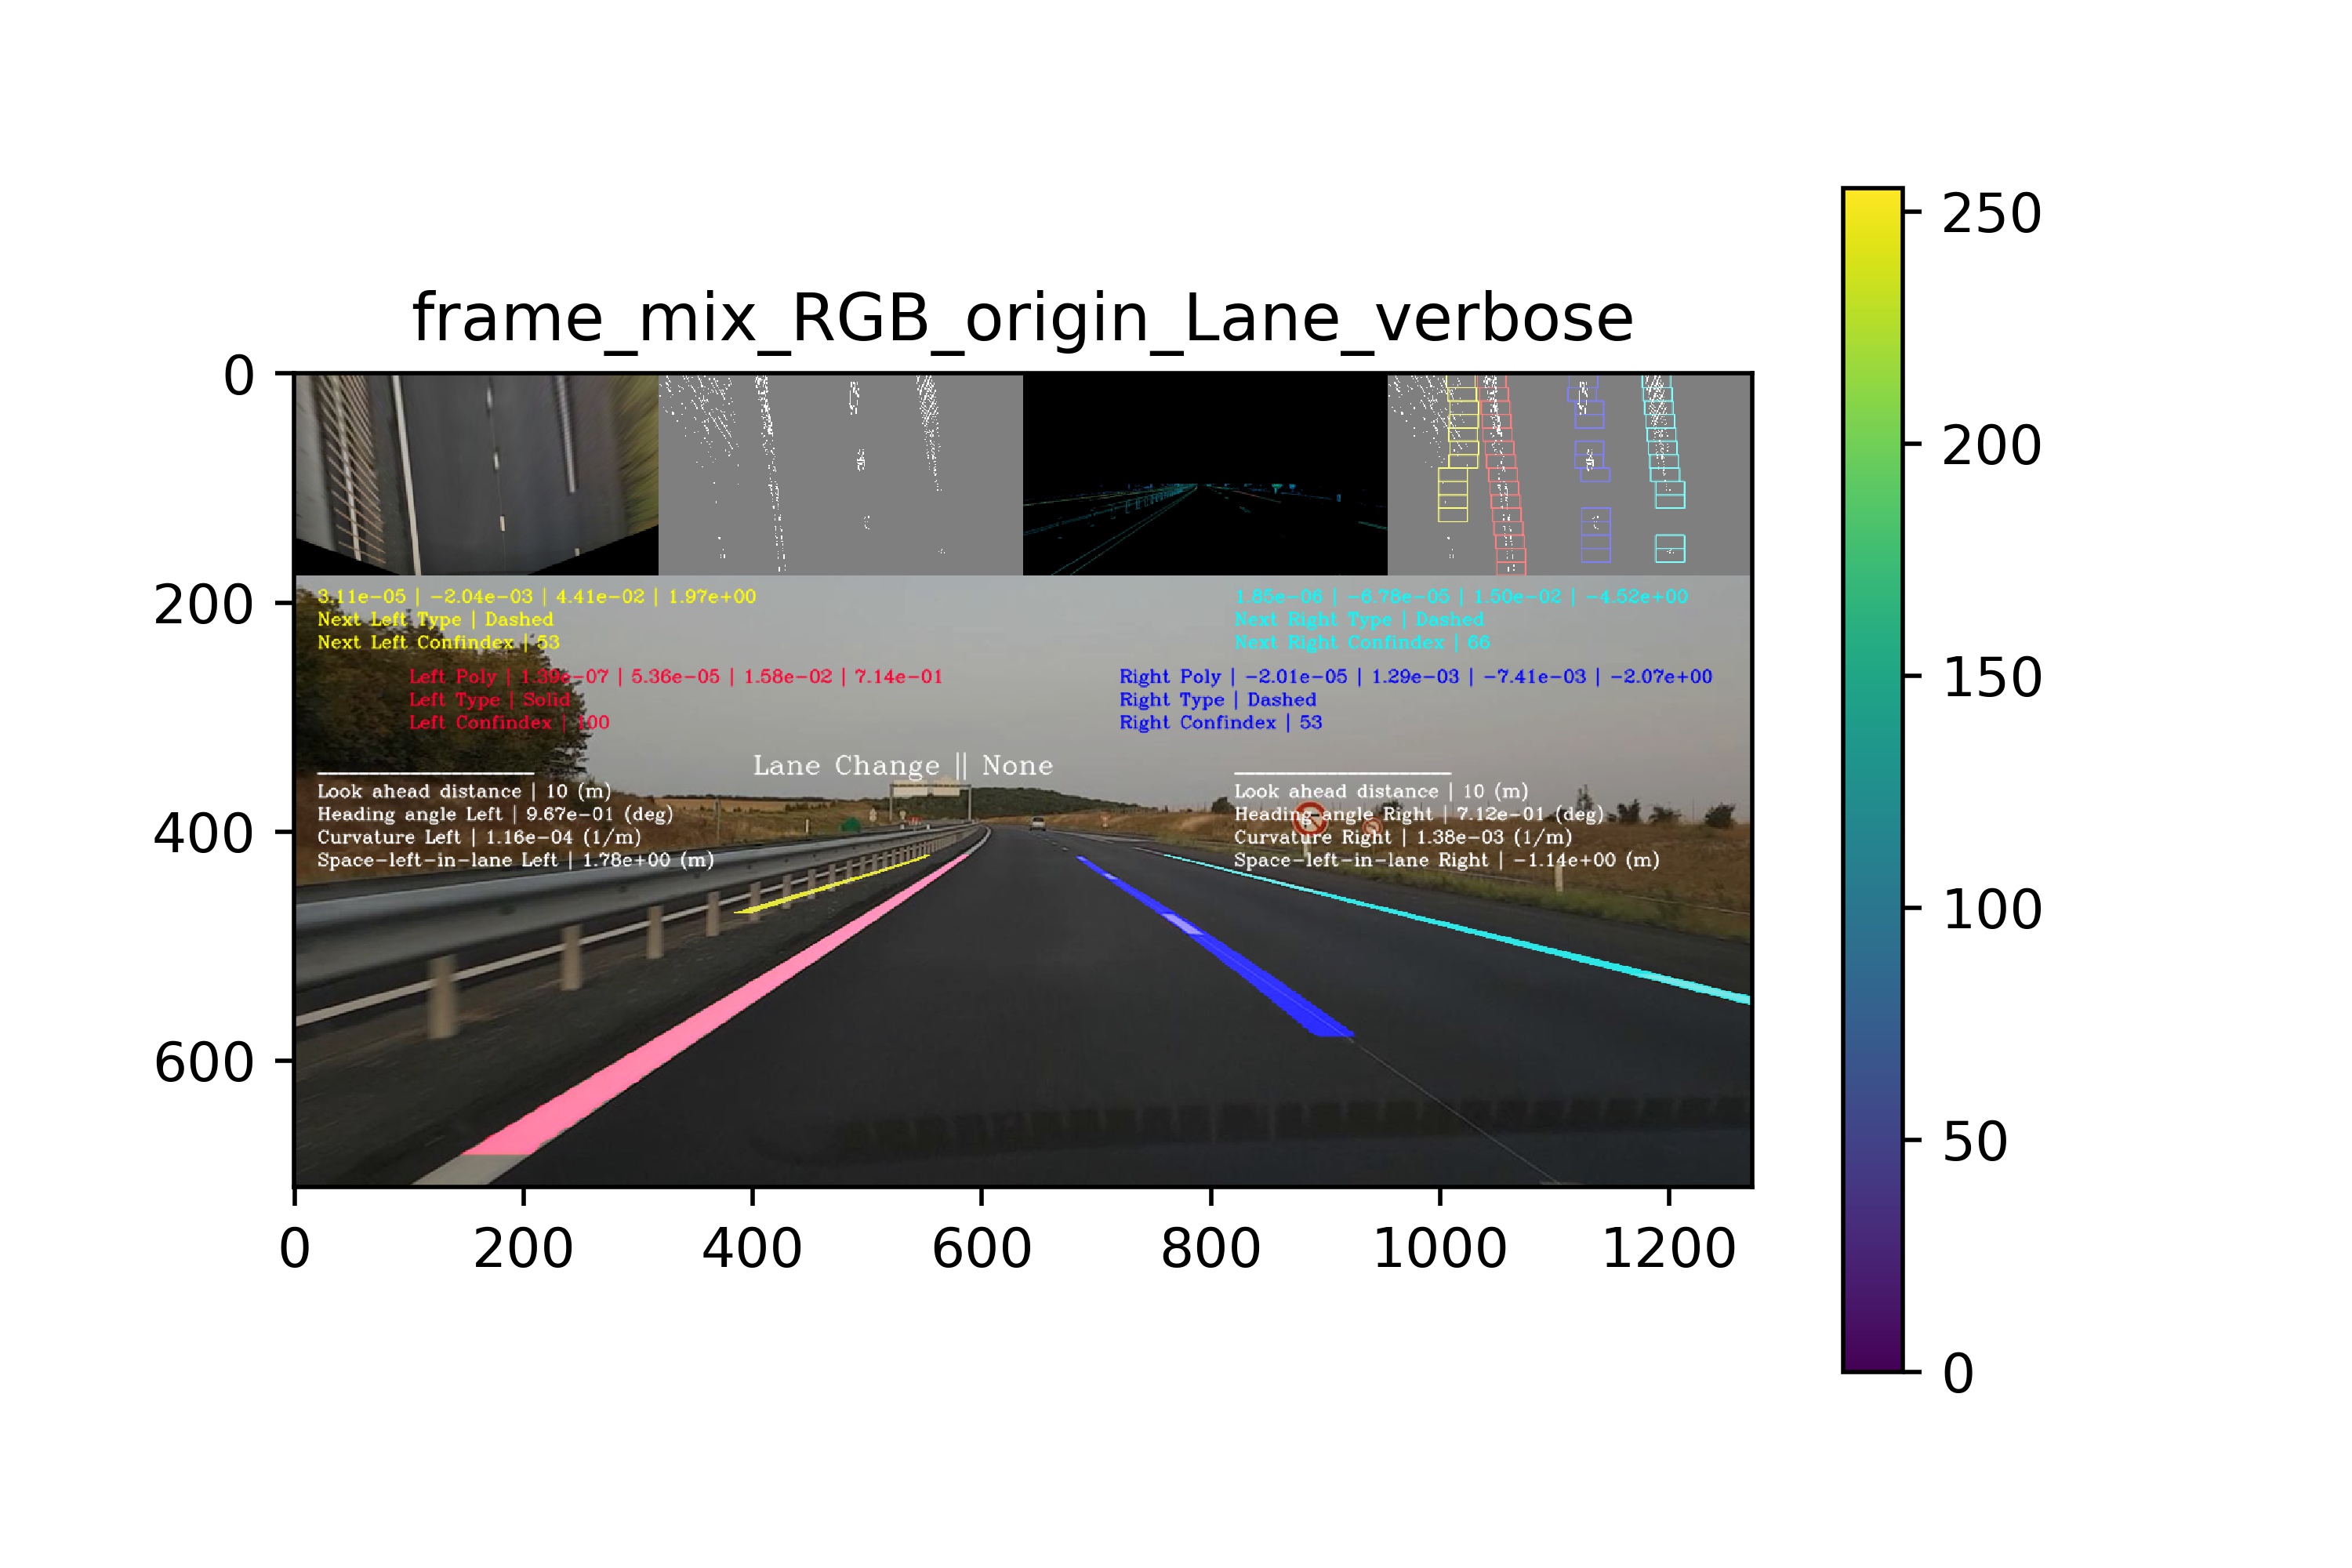 frame_mix_RGB_origin_Lane_verbose
0
200
400
600
3.11e-05 | -2.04e-03 | 4.41e-02 | 1.97e+00
Next Left Type | Dashed
Next Left Confindex | 53
1.85e-06 | -6.78e-05 | 1.50e-02 | -4.52e+00
Next Right Type | Dashed
Next Right Confindex | 66
Left Poly | 1.39e-07 | 5.36e-05 | 1.58e-02 | 7.14e-01
Left Type | Solid
Left Confindex | 100
Right Poly | -2.01e-05 | 1.29e-03 | -7.41e-03 | -2.07e+00
Right Type | Dashed
Right Confindex | 53
Lane Change || None
Look ahead distance | 10 (m)
Heading angle Left | 9.67e-01 (deg)
Curvature Left | 1.16e-04 (1/m)
Space-left-in-lane Left | 1.78e+00 (m)
Look ahead distance | 10 (m)
Heading angle Right | 7.12e-01 (deg)
Curvature Right | 1.38e-03 (1/m)
Space-left-in-lane Right | -1.14e+00 (m)
0 200 400 600 800 1000 1200
250
200
150
100
50
0